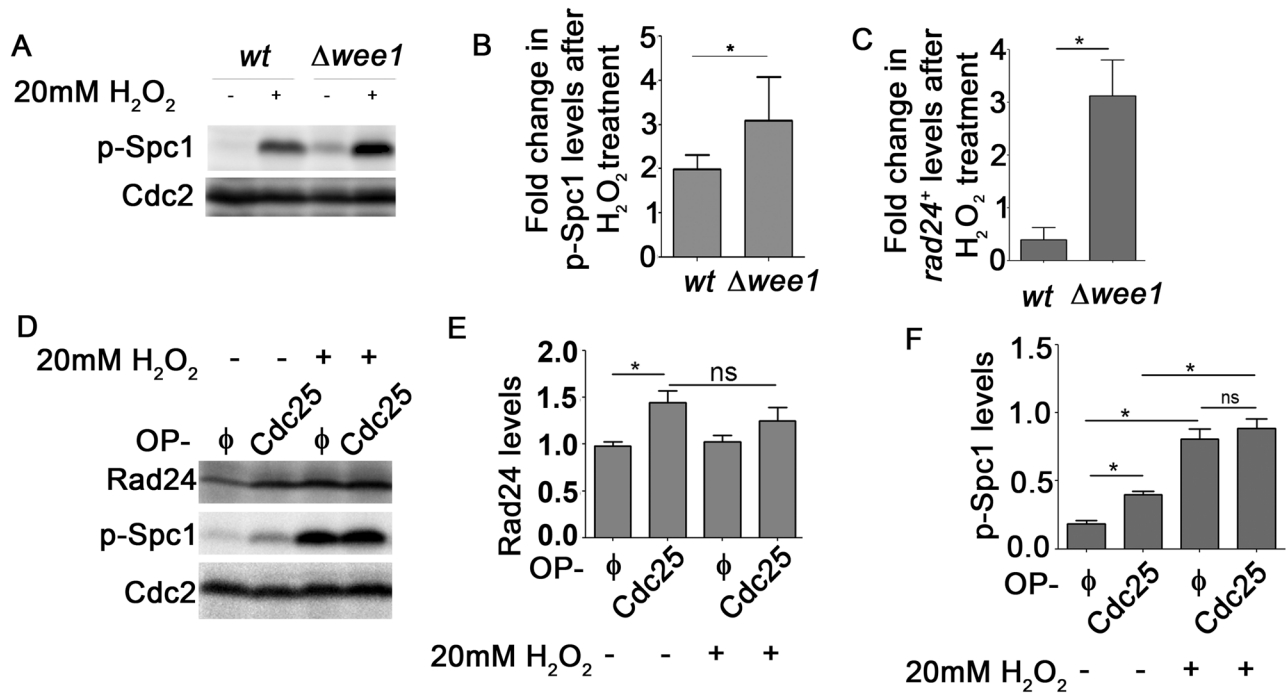 A
wt Δwee1
20mM H₂O₂ - + - +
p-Spc1
Cdc2
B
Fold change in
p-Spc1 levels after
H₂O₂ treatnent
5
4
3
2
1
0
*
wt Δwee1
C
Fold change in
rad24⁺ levels after
H₂O₂ treatment
4
3
2
1
0
*
wt Δwee1
D
20mM H₂O₂ - - + +
OP- ϕ Cdc25 ϕ Cdc25
Rad24
p-Spc1
Cdc2
E
Rad24 levels
2.0
1.5
1.0
0.5
0.0
* ns
OP- ϕ Cdc25 ϕ Cdc25
20mM H₂O₂ - - + +
F
p-Spc1 levels
1.5
1.0
0.5
0.0
*
* ns
*
OP- ϕ Cdc25 ϕ Cdc25
20mM H₂O₂ - - + +